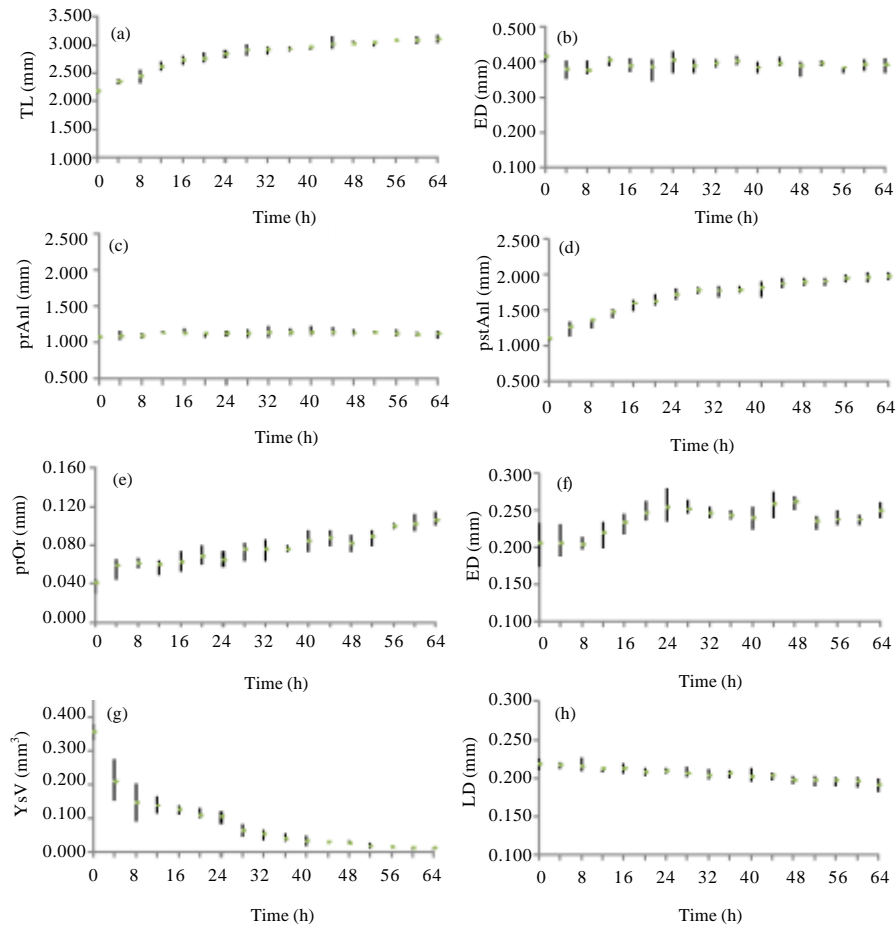 (a)
TL (mm)
3.500
3.000
2.500
2.000
1.500
1.000
0 8 16 24 32 40 48 56 64
Time (h)
(b)
ED (mm)
0.500
0.400
0.300
0.200
0.100
0 8 16 24 32 40 48 56 64
Time (h)
(c)
prAnl (mm)
2.500
2.000
1.500
1.000
0.500
0 8 16 24 32 40 48 56 64
Time (h)
(d)
pstAnl (mm)
2.500
2.000
1.500
1.000
0.500
0 8 16 24 32 40 48 56 64
Time (h)
(e)
prOr (mm)
0.160
0.120
0.080
0.040
0.000
0 8 16 24 32 40 48 56 64
Time (h)
(f)
ED (mm)
0.300
0.250
0.200
0.150
0.100
0 8 16 24 32 40 48 56 64
Time (h)
(g)
YsV (mm³)
0.400
0.300
0.200
0.100
0.000
0 8 16 24 32 40 48 56 64
Time (h)
(h)
LD (mm)
0.300
0.250
0.200
0.150
0.100
0 8 16 24 32 40 48 56 64
Time (h)